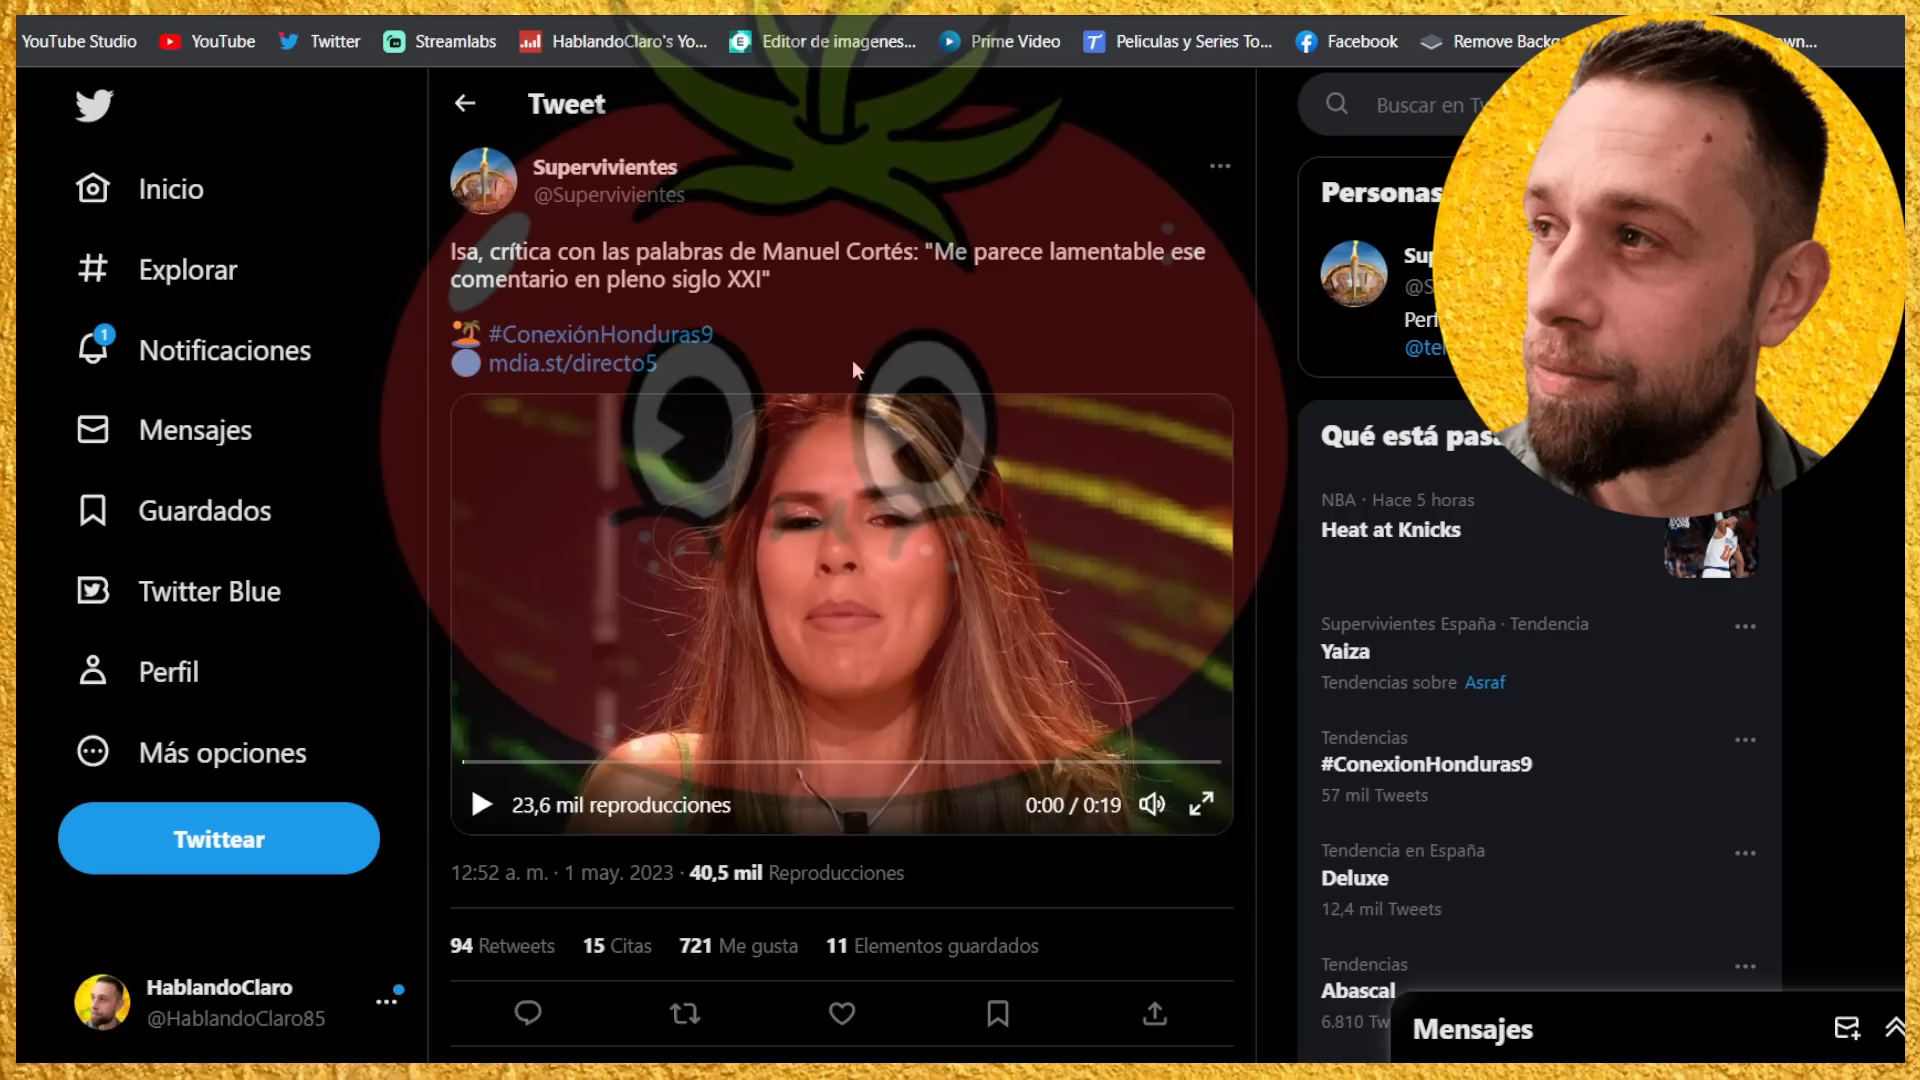 YouTube Studio
YouTube
Twitter
Streamlabs
HablandoClaro's Yo...
Editor de imagenes...
Prime Video
Peliculas y Series To...
Facebook
Remove
Tweet
Buscar en
Inicio
Explorar
1
Notificaciones
Mensajes
Guardados
Twitter Blue
Perfil
Más opciones
Twittear
HablandoClaro
@HablandoClaro85
Supervivientes
@Supervivientes
Isa, crítica con las palabras de Manuel Cortés: "Me parece lamentable ese
comentario en pleno siglo XXI"
#ConexiónHonduras9
mdia.st/directo5
23,6 mil reproducciones
0:00 / 0:19
12:52 a. m. · 1 may. 2023 · 40,5 mil Reproducciones
94 Retweets 15 Citas 721 Me gusta 11 Elementos guardados
Personas
Qué está
NBA · Hace 5 horas
Heat at Knicks
Supervivientes España · Tendencia
Yaiza
Tendencias sobre Asraf
Tendencias
#ConexionHonduras9
57 mil Tweets
Tendencia en España
Deluxe
12,4 mil Tweets
Tendencias
Abascal
6.810
Mensajes